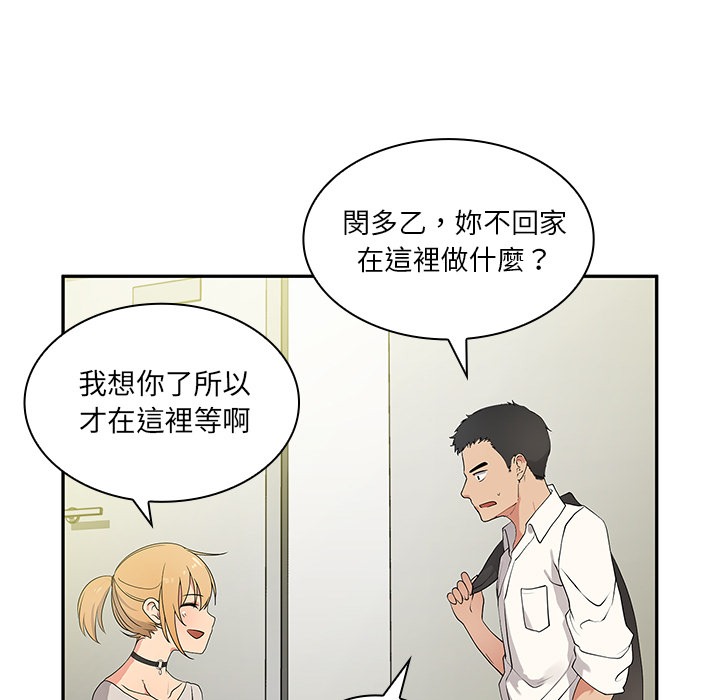 閔多乙，妳不回家
在這裡做什麼？
我想你了所以
才在這裡等啊